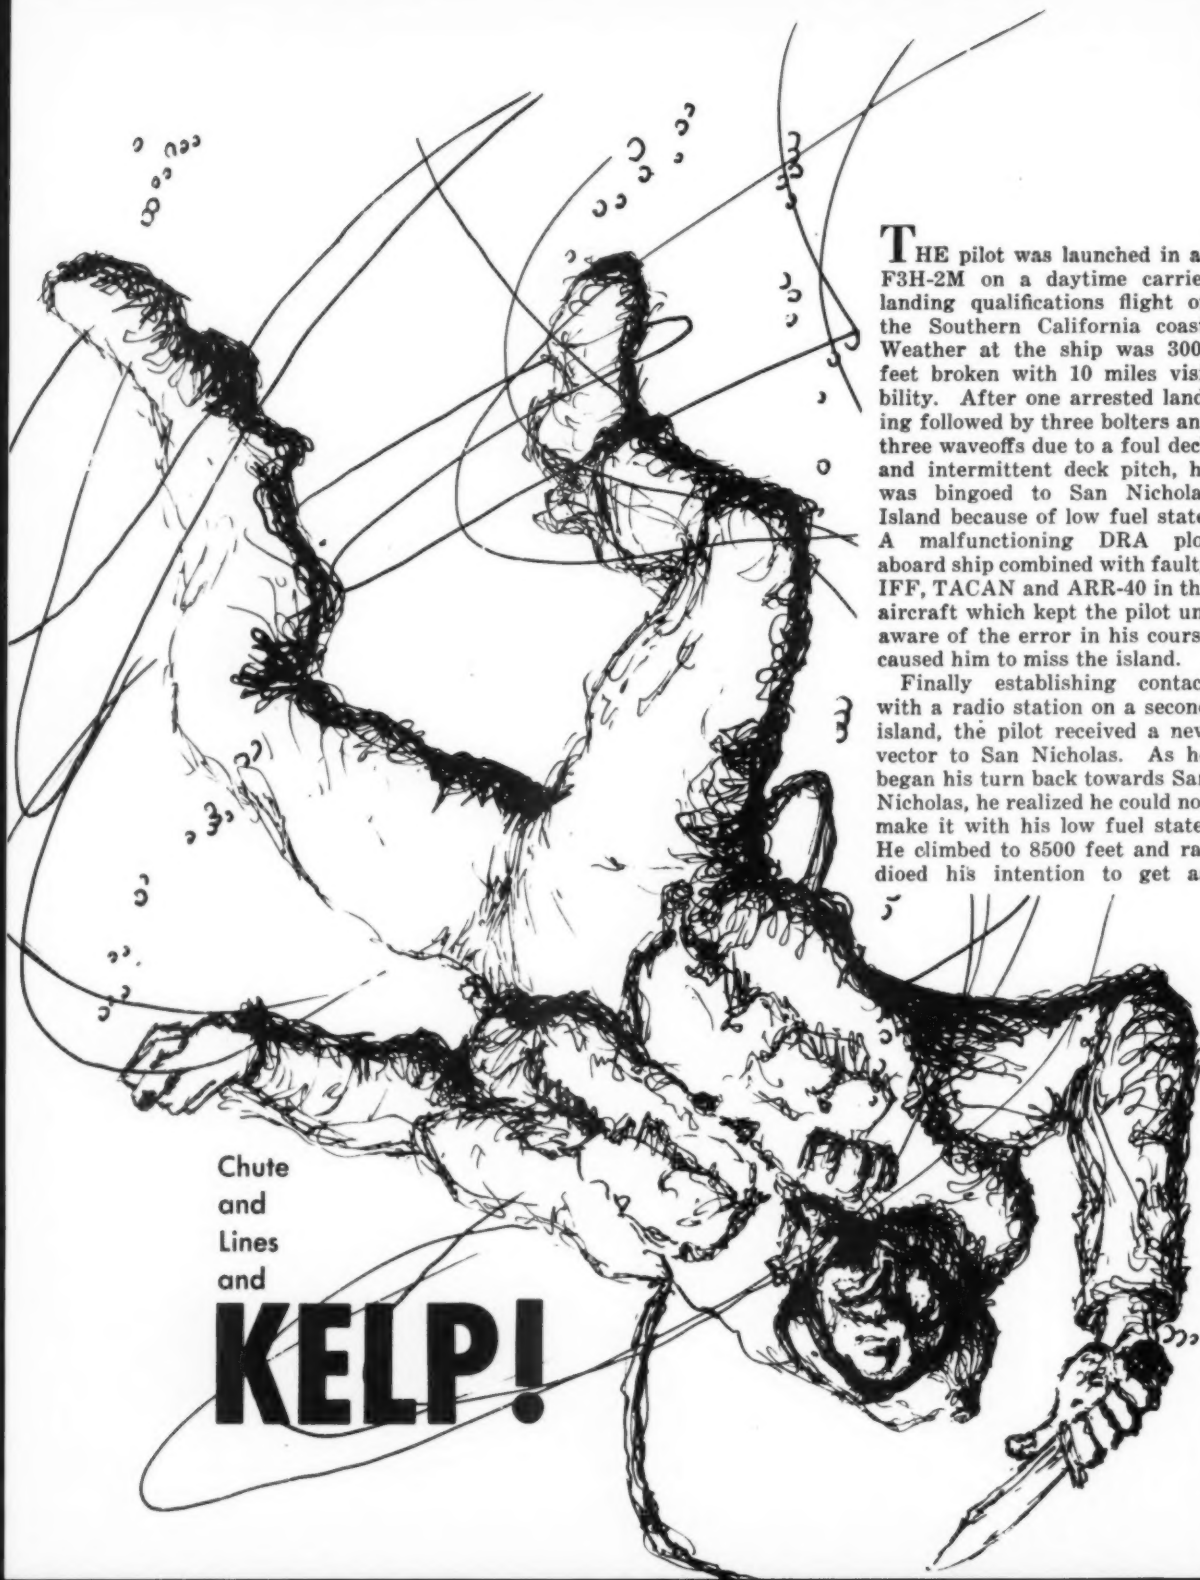 THE pilot was launched in a
F3H-2M on a daytime carrie
landing qualifications flight o
the Southern California coas
Weather at the ship was 300
feet broken with 10 miles vis
bility. After one arrested land
ing followed by three bolters an
three waveoffs due to a foul dec
and intermittent deck pitch, h
was bingoed to San Nichola
Island because of low fuel state
A malfunctioning DRA plo
aboard ship combined with fault
IFF, TACAN and ARR-40 in th
aircraft which kept the pilot un
aware of the error in his cours
caused him to miss the island.
Finally establishing contac
with a radio station on a secon
island, the pilot received a new
vector to San Nicholas. As h
began his turn back towards Sa
Nicholas, he realized he could no
make it with his low fuel state
He climbed to 8500 feet and ra
dioed his intention to get a
Chute
and
Lines
and
KELP!